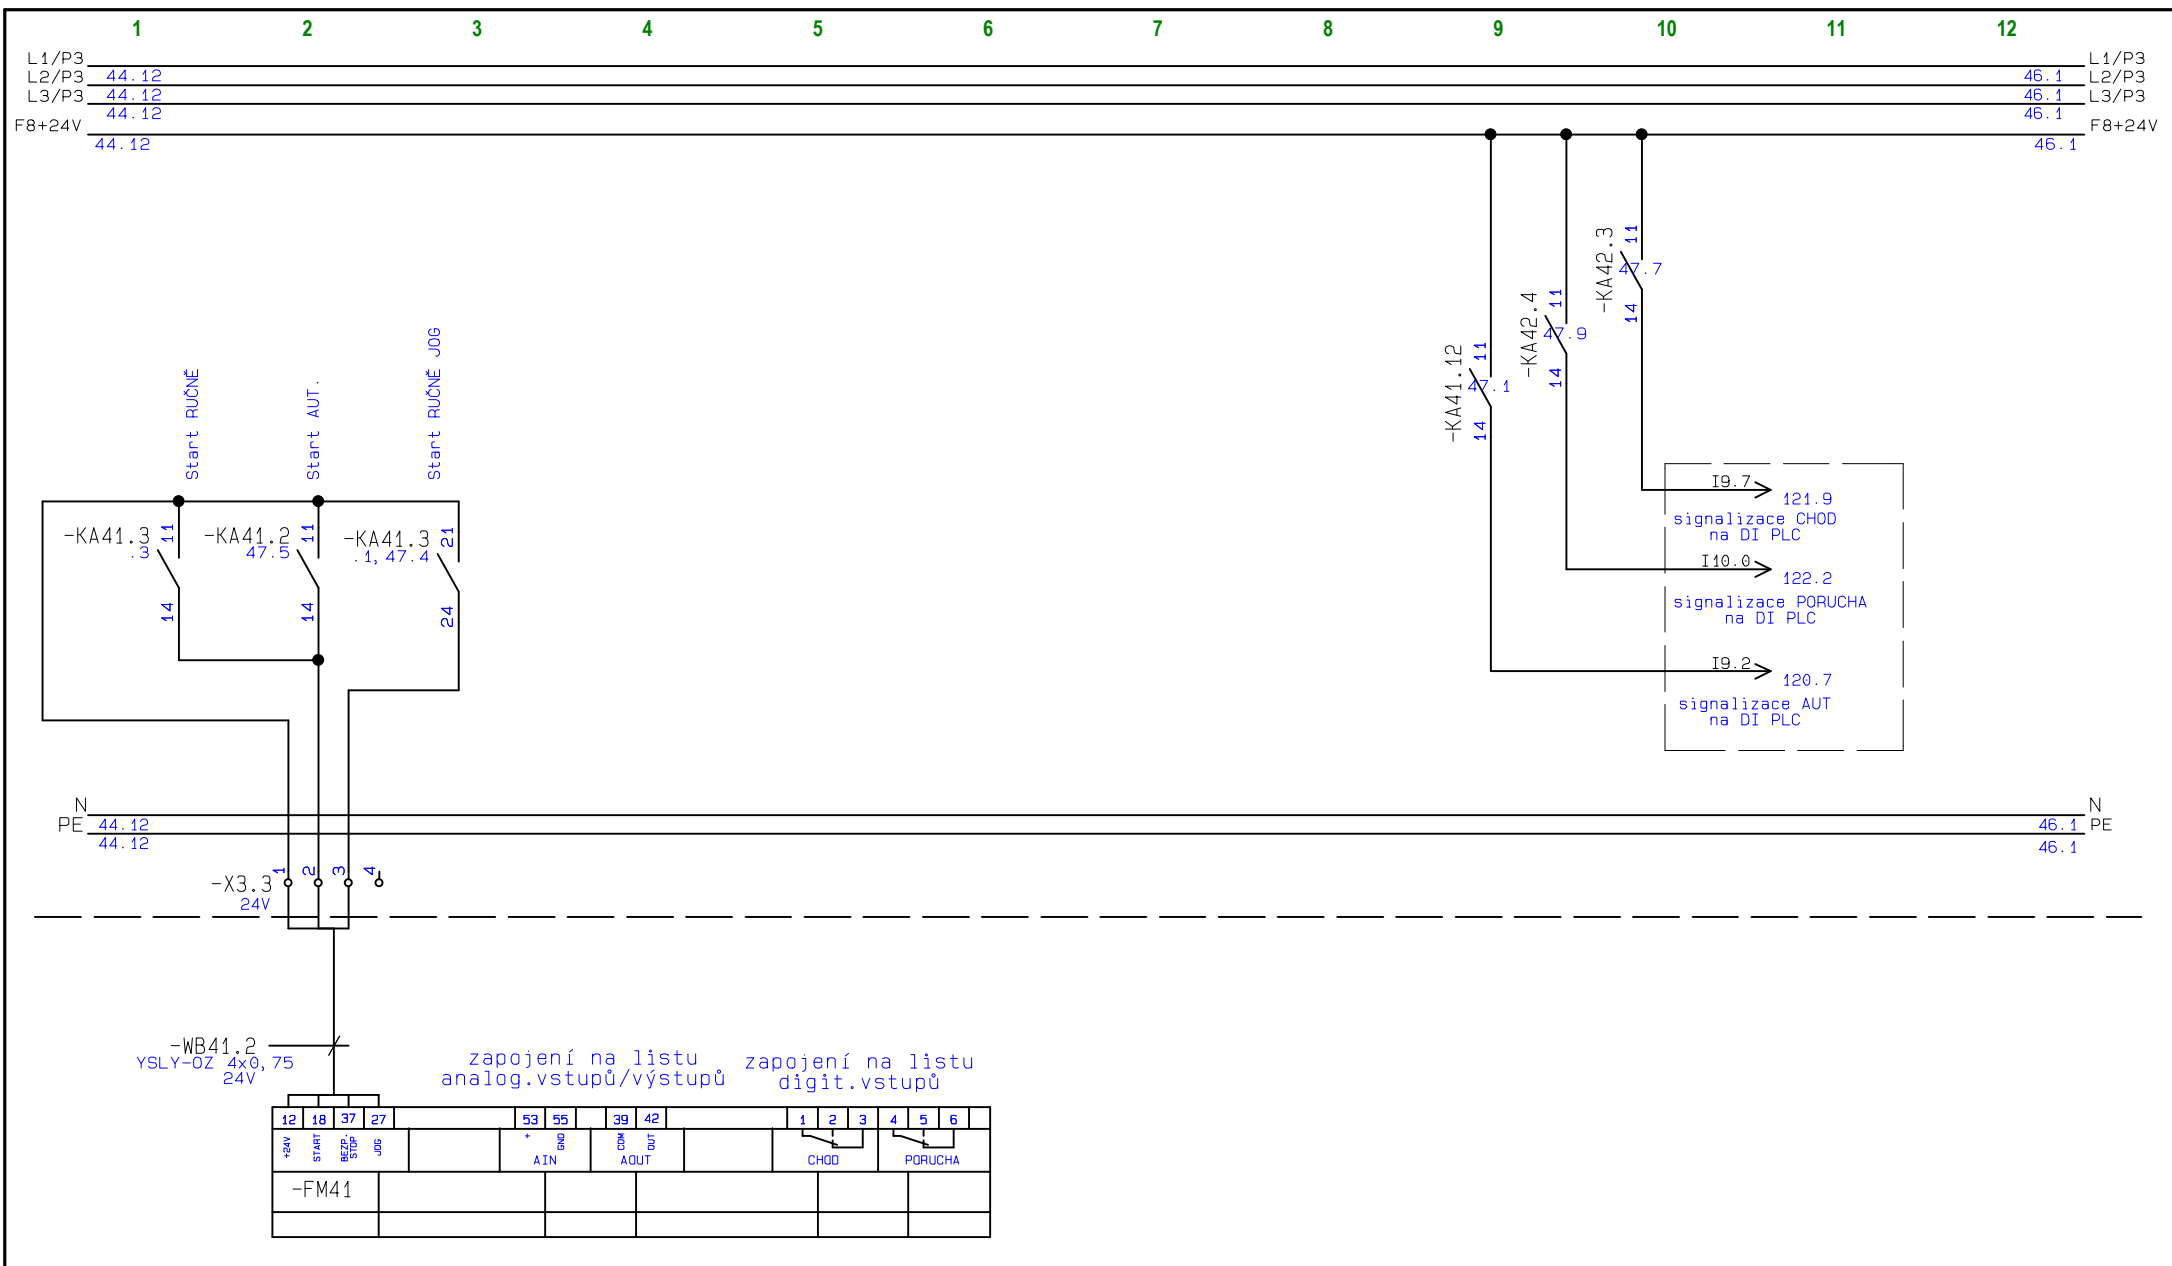 1 2 3 4 5 6 7 8 9 10 11 12
L1/P3 L1/P3
L2/P3 44.12 46.1 L2/P3
L3/P3 44.12 46.1 L3/P3
44.12 46.1
F8+24V F8+24V
44.12 46.1
-KA42.3 11
47.7
14
-KA42.4 11
47.9
14
-KA41.12 11
47.1
14
Start RUČNĚ
Start AUT.
Start RUČNĚ JOG
-KA41.3 11
.3
14
-KA41.2 11
47.5
14
-KA41.3 21
.1, 47.4
24
I9.7
121.9
signalizace CHOD
na DI PLC
I10.0
122.2
signalizace PORUCHA
na DI PLC
I9.2
120.7
signalizace AUT
na DI PLC
N N
PE 44.12 46.1 PE
44.12 46.1
-X3.3 1 2 3 4
24V
-WB41.2
YSLY-OZ 4x0,75
24V
zapojení na listu
analog.vstupů/výstupů
zapojení na listu
digit.vstupů
12 18 37 27 53 55 39 42 1 2 3 4 5 6
+24V
START
BEZP.
STOP
JOG
+
GND
AIN
COM
OUT
AOUT
CHOD
PORUCHA
-FM41